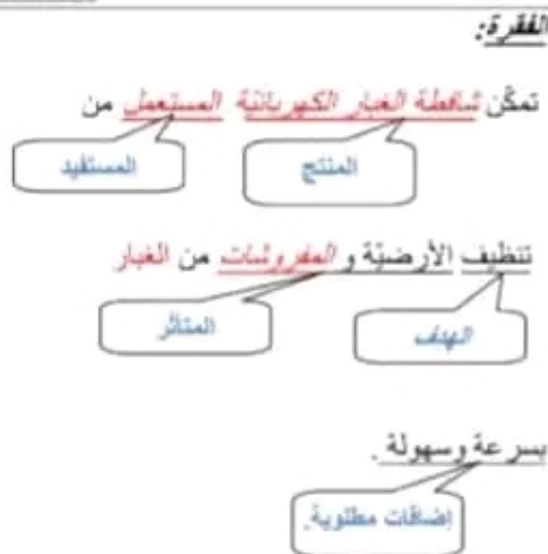 الفقرة:
تمكّن شافطة الغبار الكهربائية المستعمل من
المنتج
المستفيد
تنظيف الأرضيّة و المفروشات من الغبار
الهدف
المتأثر
بسرعة وسهولة .
إضافات مطلوبة.